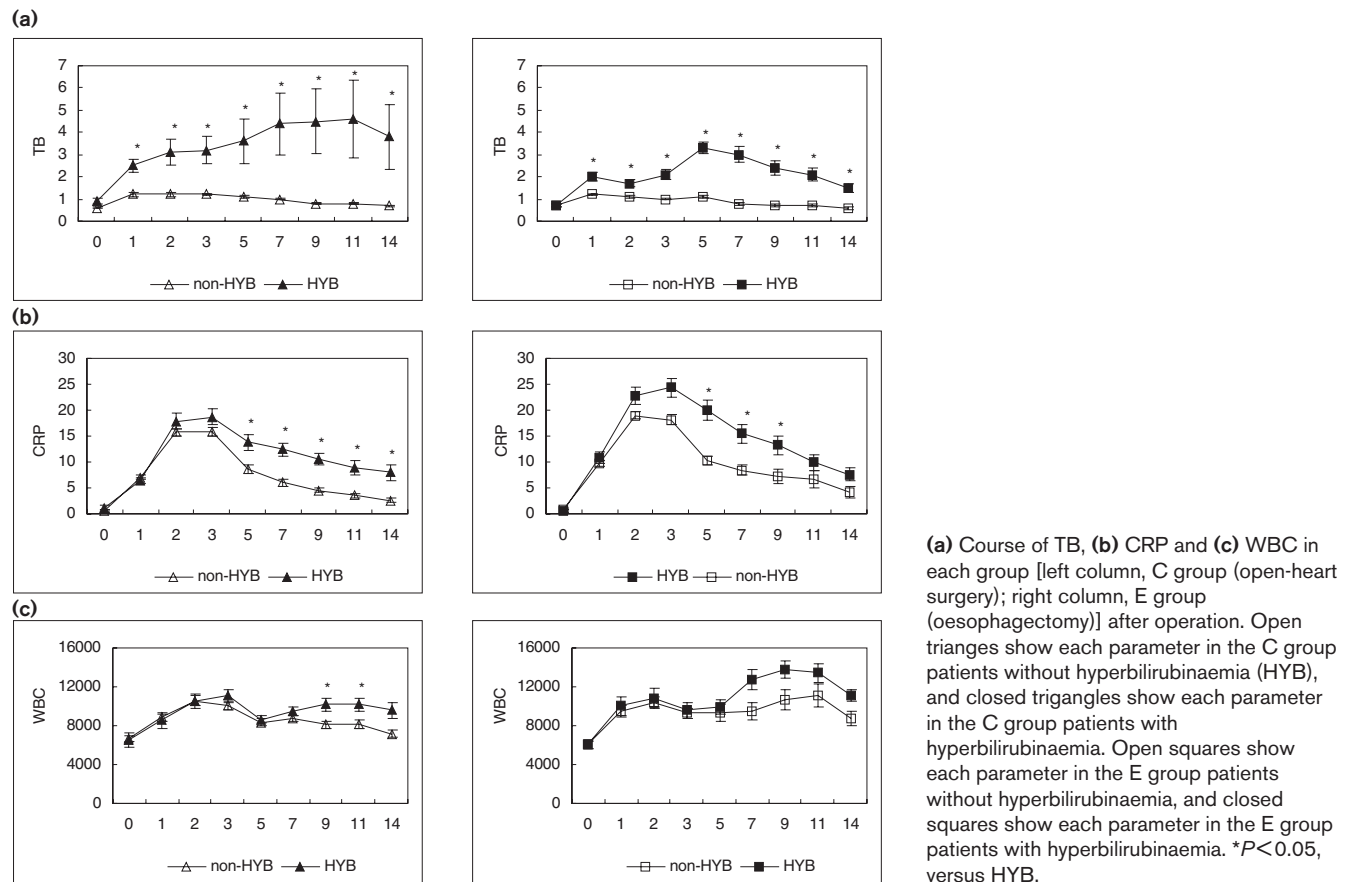 (a)
7
6
5
4
3
2
1
0
TB
* * * * * * * *
0 1 2 3 5 7 9 11 14
non-HYB HYB
7
6
5
4
3
2
1
0
TB
* * * * * * * *
0 1 2 3 5 7 9 11 14
non-HYB HYB
(b)
30
25
20
15
10
5
0
CRP
* * * * *
0 1 2 3 5 7 9 11 14
non-HYB HYB
30
25
20
15
10
5
0
CRP
* * *
0 1 2 3 5 7 9 11 14
HYB non-HYB
(c)
16000
12000
8000
4000
0
WBC
* *
0 1 2 3 5 7 9 11 14
non-HYB HYB
16000
12000
8000
4000
0
WBC
0 1 2 3 5 7 9 11 14
non-HYB HYB
(a) Course of TB, (b) CRP and (c) WBC in
each group [left column, C group (open-heart
surgery); right column, E group
(oesophagectomy)] after operation. Open
trianges show each parameter in the C group
patients without hyperbilirubinaemia (HYB),
and closed trigangles show each parameter
in the C group patients with
hyperbilirubinaemia. Open squares show
each parameter in the E group patients
without hyperbilirubinaemia, and closed
squares show each parameter in the E group
patients with hyperbilirubinaemia. *P<0.05,
versus HYB.